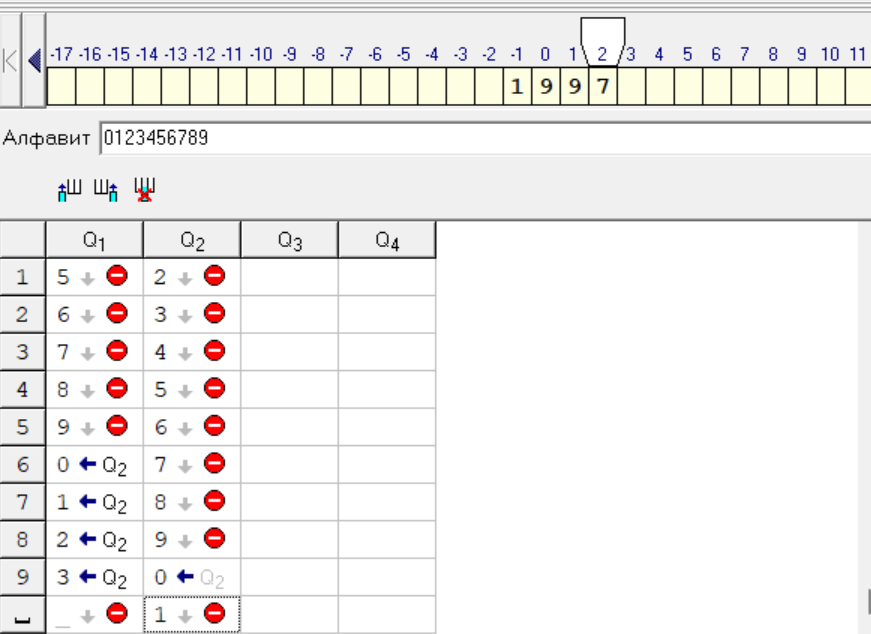 -17 -16 -15 -14 -13 -12 -11 -10 -9 -8 -7 -6 -5 -4 -3 -2 -1 0 1 2 3 4 5 6 7 8 9 10 11
1 9 9 7
Алфавит 0123456789
Q1 Q2 Q3 Q4
1 5 2
2 6 3
3 7 4
4 8 5
5 9 6
6 0 ← Q2 7
7 1 ← Q2 8
8 2 ← Q2 9
9 3 ← Q2 0 ← Q2
_ 1